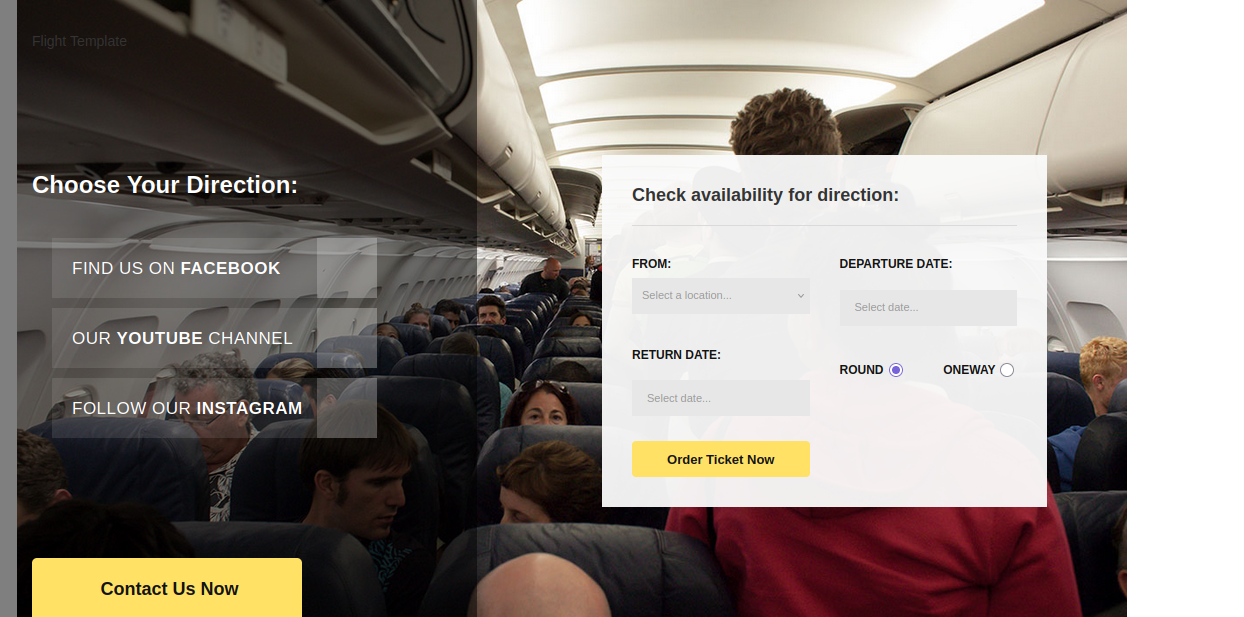 Flight Template
Choose Your Direction:
FIND US ON FACEBOOK
OUR YOUTUBE CHANNEL
FOLLOW OUR INSTAGRAM
Contact Us Now
Check availability for direction:
FROM:
Select a location...
DEPARTURE DATE:
Select date...
RETURN DATE:
Select date...
ROUND
ONEWAY
Order Ticket Now